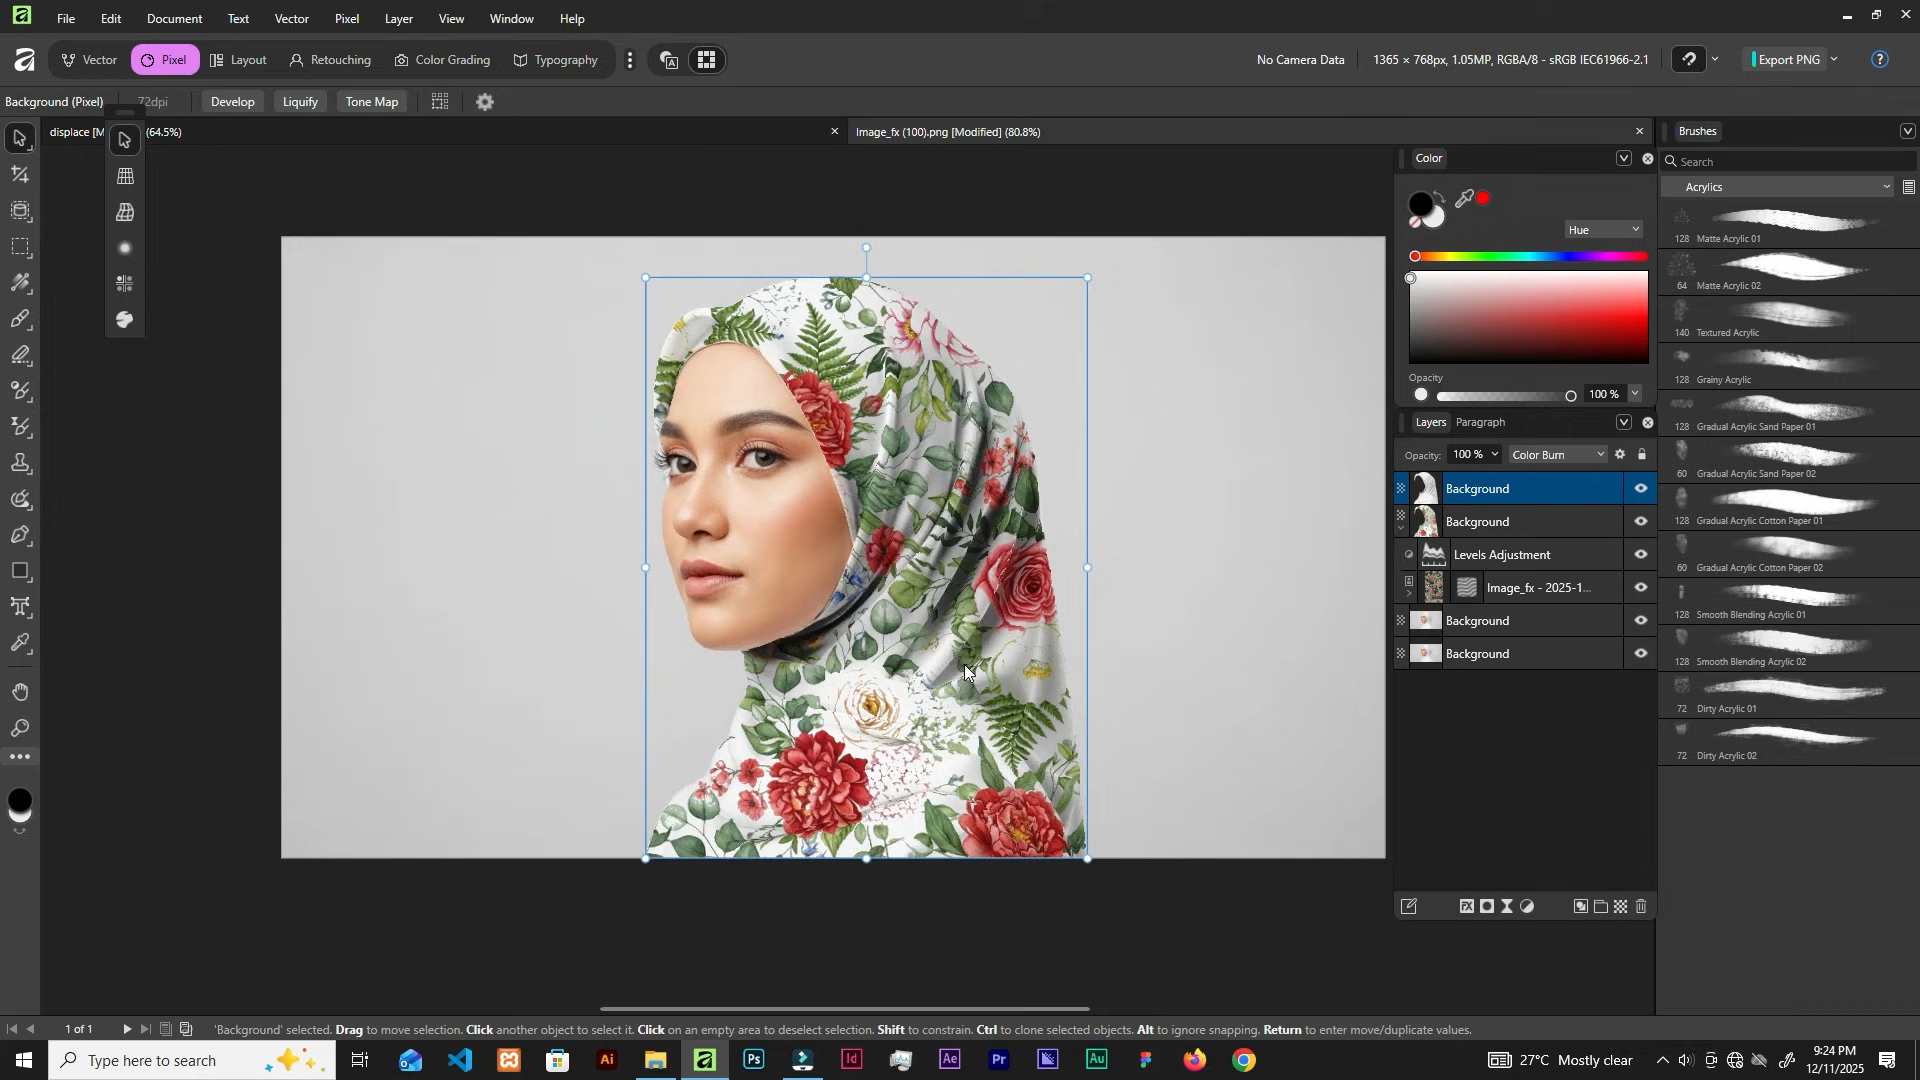 File Edit Document Text Vector Pixel Layer View Window Help
Vector Pixel Layout Retouching Color Grading Typography No Camera Data 1365 × 768px, 1.05MP, RGBA/8 - sRGB IEC61966-2.1 Export PNG
Background (Pixel) 72dpi Develop Liquify Tone Map
displace [M (64.5%) Image_fx (100).png [Modified] (80.8%) Brushes
Color
Search
Acrylics
Hue
128 Matte Acrylic 01
64 Matte Acrylic 02
140 Textured Acrylic
128 Grainy Acrylic
128 Gradual Acrylic Sand Paper 01
60 Gradual Acrylic Sand Paper 02
128 Gradual Acrylic Cotton Paper 01
60 Gradual Acrylic Cotton Paper 02
128 Smooth Blending Acrylic 01
128 Smooth Blending Acrylic 02
72 Dirty Acrylic 01
72 Dirty Acrylic 02
Opacity
100 %
Layers Paragraph
Opacity: 100 % Color Burn
Background
Background
Levels Adjustment
Image_fx - 2025-1...
Background
Background
1 of 1 'Background' selected. Drag to move selection. Click another object to select it. Click on an empty area to deselect selection. Shift to constrain. Ctrl to clone selected objects. Alt to ignore snapping. Return to enter move/duplicate values.
Type here to search
27°C Mostly clear
9:24 PM
12/11/2025